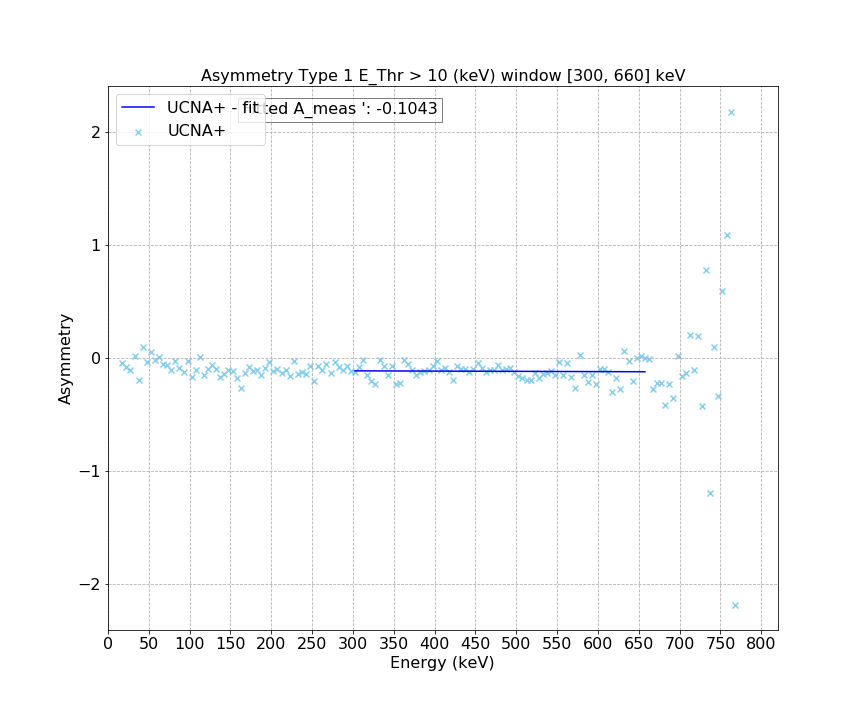 Asymmetry Type 1 E_Thr > 10 (keV) window [300, 660] keV
UCNA+ - fit
tted A_meas ': -0.1043
UCNA+
2
1
0
−1
−2
Asymmetry
0 50 100 150 200 250 300 350 400 450 500 550 600 650 700 750 800
Energy (keV)